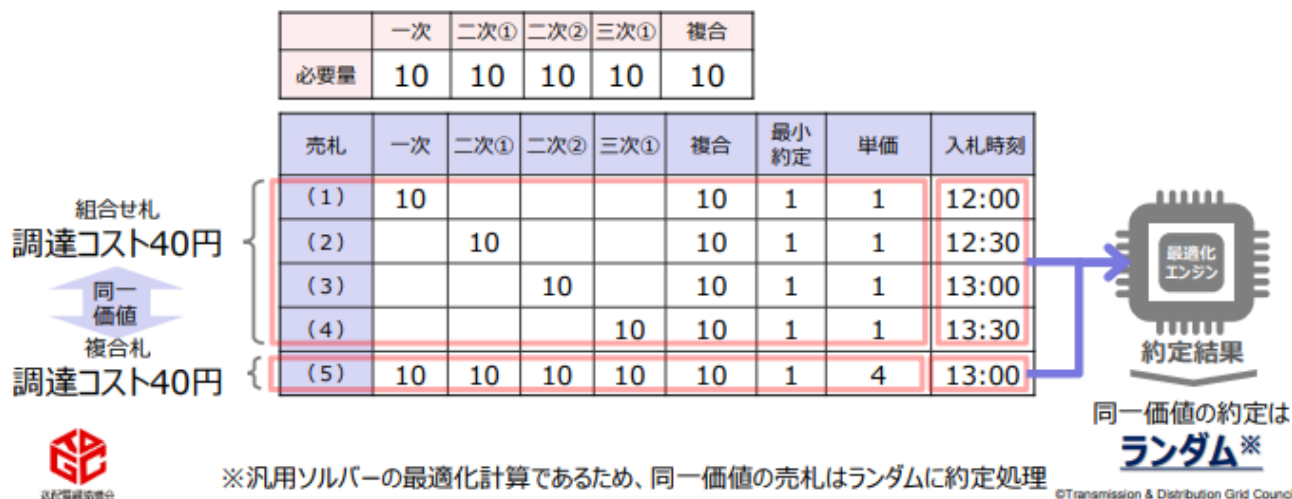 一次 二次① 二次② 三次① 複合
必要量 10 10 10 10 10
売札 一次 二次① 二次② 三次① 複合 最小約定 単価 入札時刻
(1) 10 10 1 1 12:00
(2) 10 10 1 1 12:30
(3) 10 10 1 1 13:00
(4) 10 10 1 1 13:30
(5) 10 10 10 10 10 1 4 13:00
組合せ札
調達コスト40円
同一
価値
複合札
調達コスト40円
最適化
エンジン
約定結果
同一価値の約定は
ランダム※
※汎用ソルバーの最適化計算であるため、同一価値の売札はランダムに約定処理
©Transmission & Distribution Grid Counc